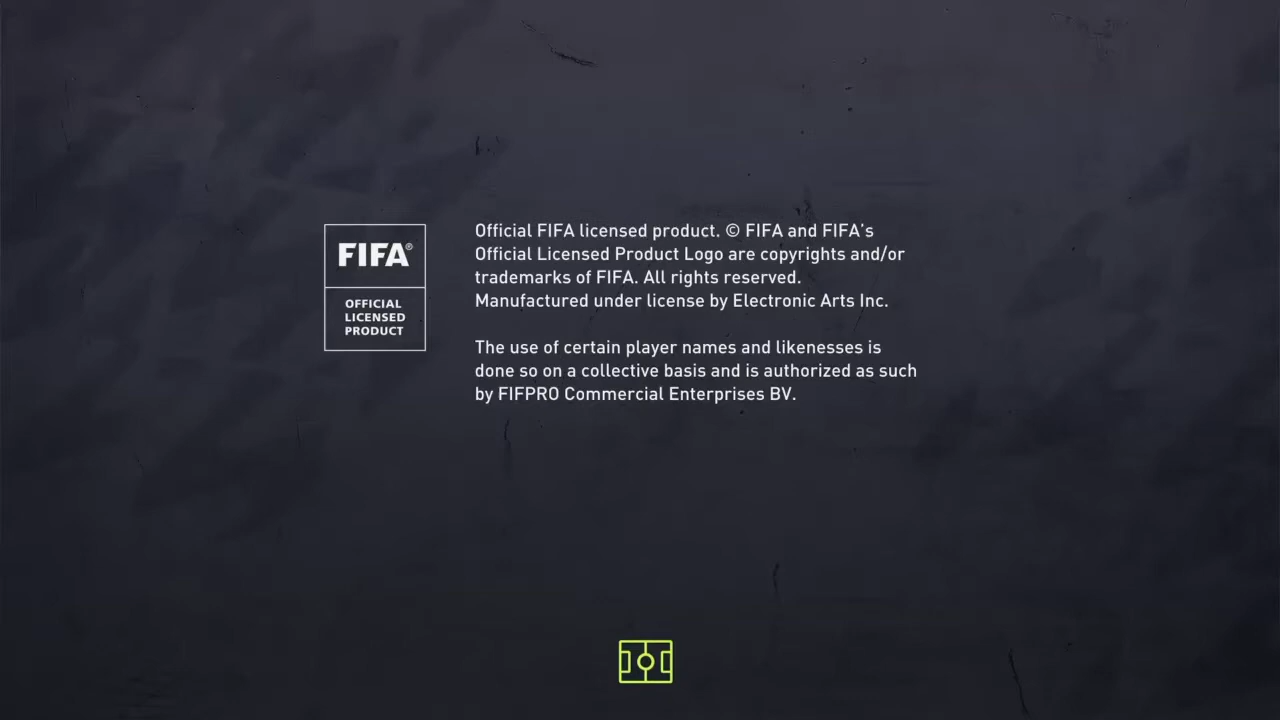 FIFA®
OFFICIAL
LICENSED
PRODUCT
Official FIFA licensed product. © FIFA and FIFA's
Official Licensed Product Logo are copyrights and/or
trademarks of FIFA. All rights reserved.
Manufactured under license by Electronic Arts Inc.
The use of certain player names and likenesses is
done so on a collective basis and is authorized as such
by FIFPRO Commercial Enterprises BV.